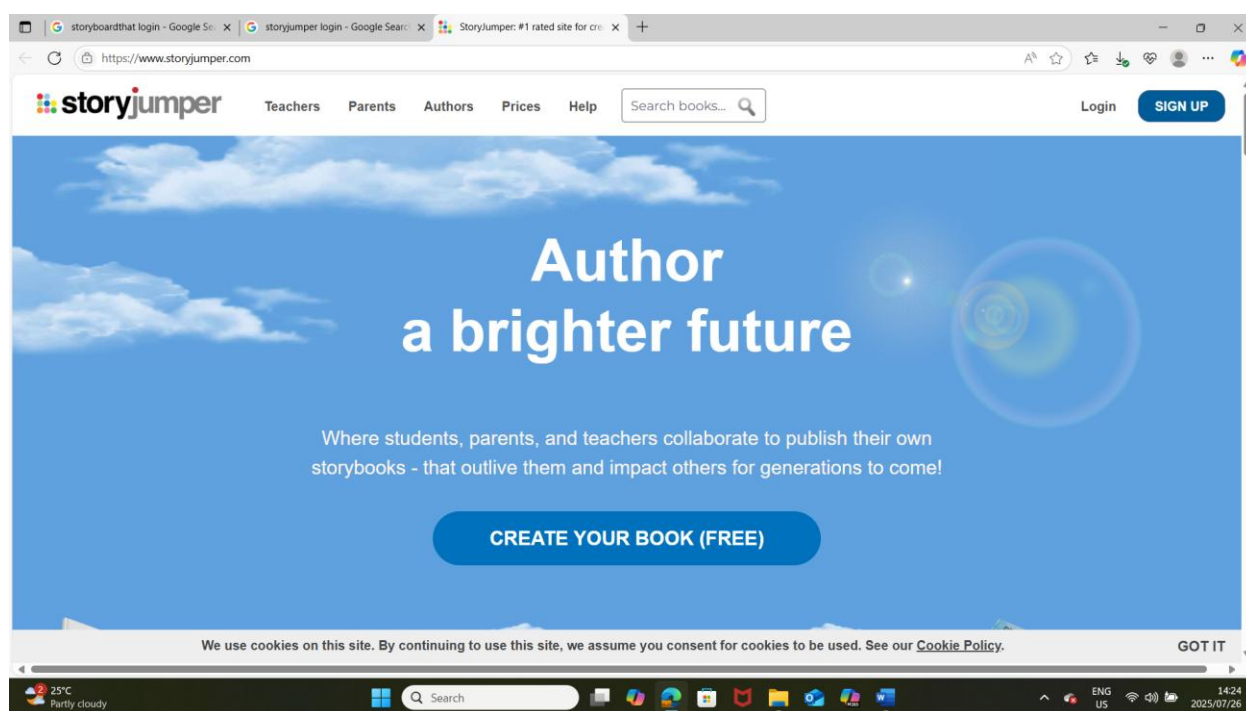 storyboardthat login - Google Se
storyjumper login - Google Searc
StoryJumper: #1 rated site for cre
https://www.storyjumper.com
storyjumper
Teachers Parents Authors Prices Help Search books... Login SIGN UP
Author
a brighter future
Where students, parents, and teachers collaborate to publish their own
storybooks - that outlive them and impact others for generations to come!
CREATE YOUR BOOK (FREE)
We use cookies on this site. By continuing to use this site, we assume you consent for cookies to be used. See our Cookie Policy. GOT IT
2
25°C
Partly cloudy
Search
ENG
US
14:24
2025/07/26